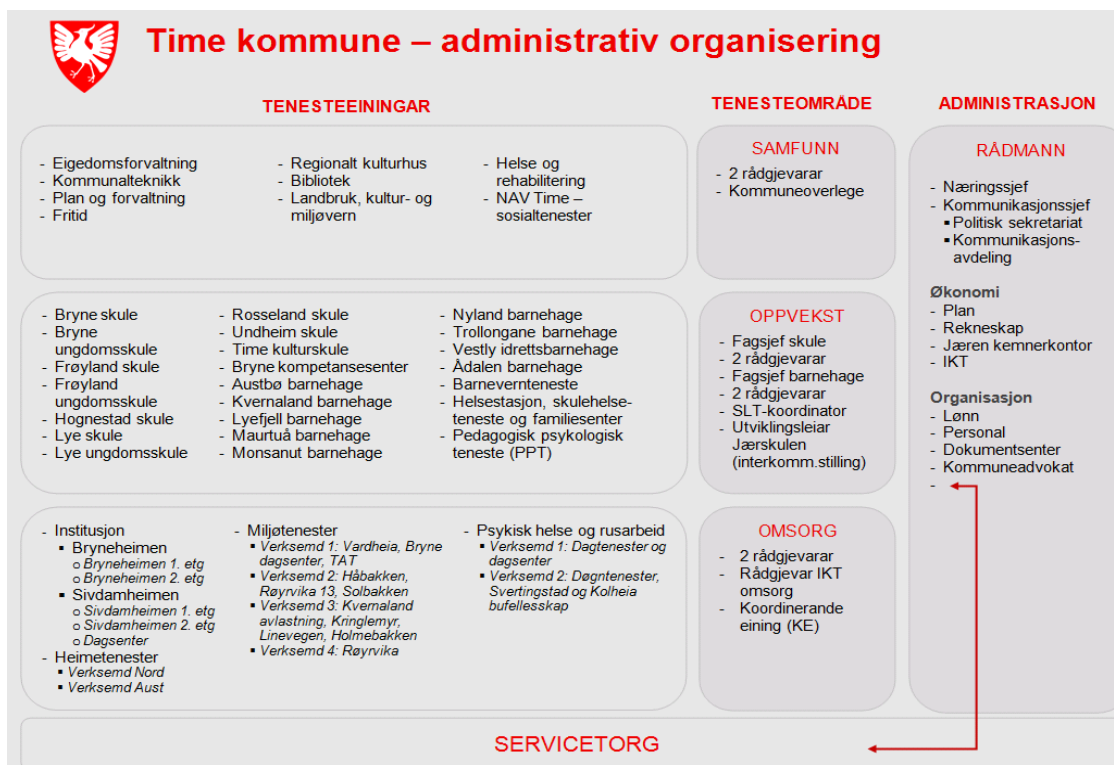 Time kommune – administrativ organisering
TENESTEEININGAR
TENESTEOMRÅDE
ADMINISTRASJON
- Eigedomsforvaltning
- Kommunalteknikk
- Plan og forvaltning
- Fritid
- Regionalt kulturhus
- Bibliotek
- Landbruk, kultur- og
miljøvern
- Helse og
rehabilitering
- NAV Time –
sosialtenester
SAMFUNN
- 2 rådgjevarar
- Kommuneoverlege
RÅDMANN
- Næringssjef
- Kommunikasjonssjef
▪ Politisk sekretariat
▪ Kommunikasjons-
avdeling
Økonomi
- Plan
- Rekneskap
- Jæren kemnerkontor
- IKT
Organisasjon
- Lønn
- Personal
- Dokumentsenter
- Kommuneadvokat
-
- Bryne skule
- Bryne
ungdomsskule
- Frøyland skule
- Frøyland
ungdomsskule
- Hognestad skule
- Lye skule
- Lye ungdomsskule
- Rosseland skule
- Undheim skule
- Time kulturskule
- Bryne kompetansesenter
- Austbø barnehage
- Kvernaland barnehage
- Lyefjell barnehage
- Maurtuå barnehage
- Monsanut barnehage
- Nyland barnehage
- Trollongane barnehage
- Vestly idrettsbarnehage
- Ådalen barnehage
- Barnevernteneste
- Helsestasjon, skulehelse-
teneste og familiesenter
- Pedagogisk psykologisk
teneste (PPT)
OPPVEKST
- Fagsjef skule
- 2 rådgjevarar
- Fagsjef barnehage
- 2 rådgjevarar
- SLT-koordinator
- Utviklingsleiar
Jærskulen
(interkomm.stilling)
- Institusjon
▪ Bryneheimen
o Bryneheimen 1. etg
o Bryneheimen 2. etg
▪ Sivdamheimen
o Sivdamheimen 1. etg
o Sivdamheimen 2. etg
o Dagsenter
- Heimetenester
▪ Verksemd Nord
▪ Verksemd Aust
- Miljøtenester
▪ Verksemd 1: Vardheia, Bryne
dagsenter, TAT
▪ Verksemd 2: Håbakken,
Røyrvika 13, Solbakken
▪ Verksemd 3: Kvernaland
avlastning, Kringlemyr,
Linevegen, Holmebakken
▪ Verksemd 4: Røyrvika
- Psykisk helse og rusarbeid
▪ Verksemd 1: Dagtenester og
dagsenter
▪ Verksemd 2: Døgntenester,
Svertingstad og Kolheia
bufellesskap
OMSORG
- 2 rådgjevarar
- Rådgjevar IKT
omsorg
- Koordinerande
eining (KE)
SERVICETORG